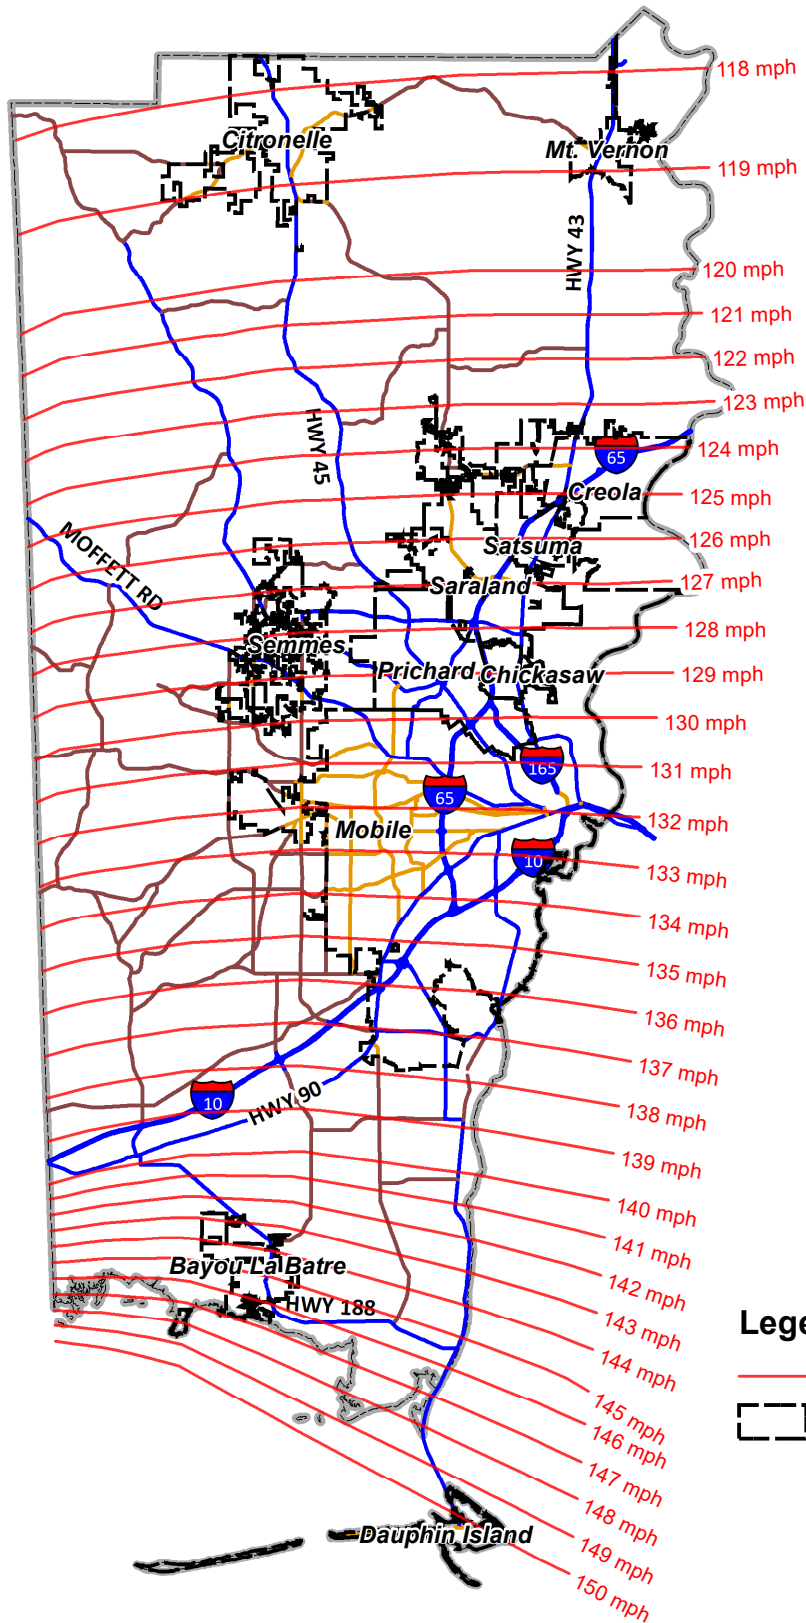 118 mph
Citronelle
Mt. Vernon
119 mph
HWY 43
120 mph
121 mph
122 mph
123 mph
HWY 45
124 mph
65
Creola
125 mph
MOFFETT RD
126 mph
Satsuma
127 mph
Saraland
128 mph
Semmes
Prichard
Chickasaw
129 mph
130 mph
131 mph
165
65
132 mph
Mobile
10
133 mph
134 mph
135 mph
136 mph
137 mph
10
HWY 90
138 mph
139 mph
140 mph
141 mph
Bayou La Batre
142 mph
HWY 188
143 mph
Lege
144 mph
145 mph
146 mph
147 mph
148 mph
Dauphin Island
149 mph
150 mph